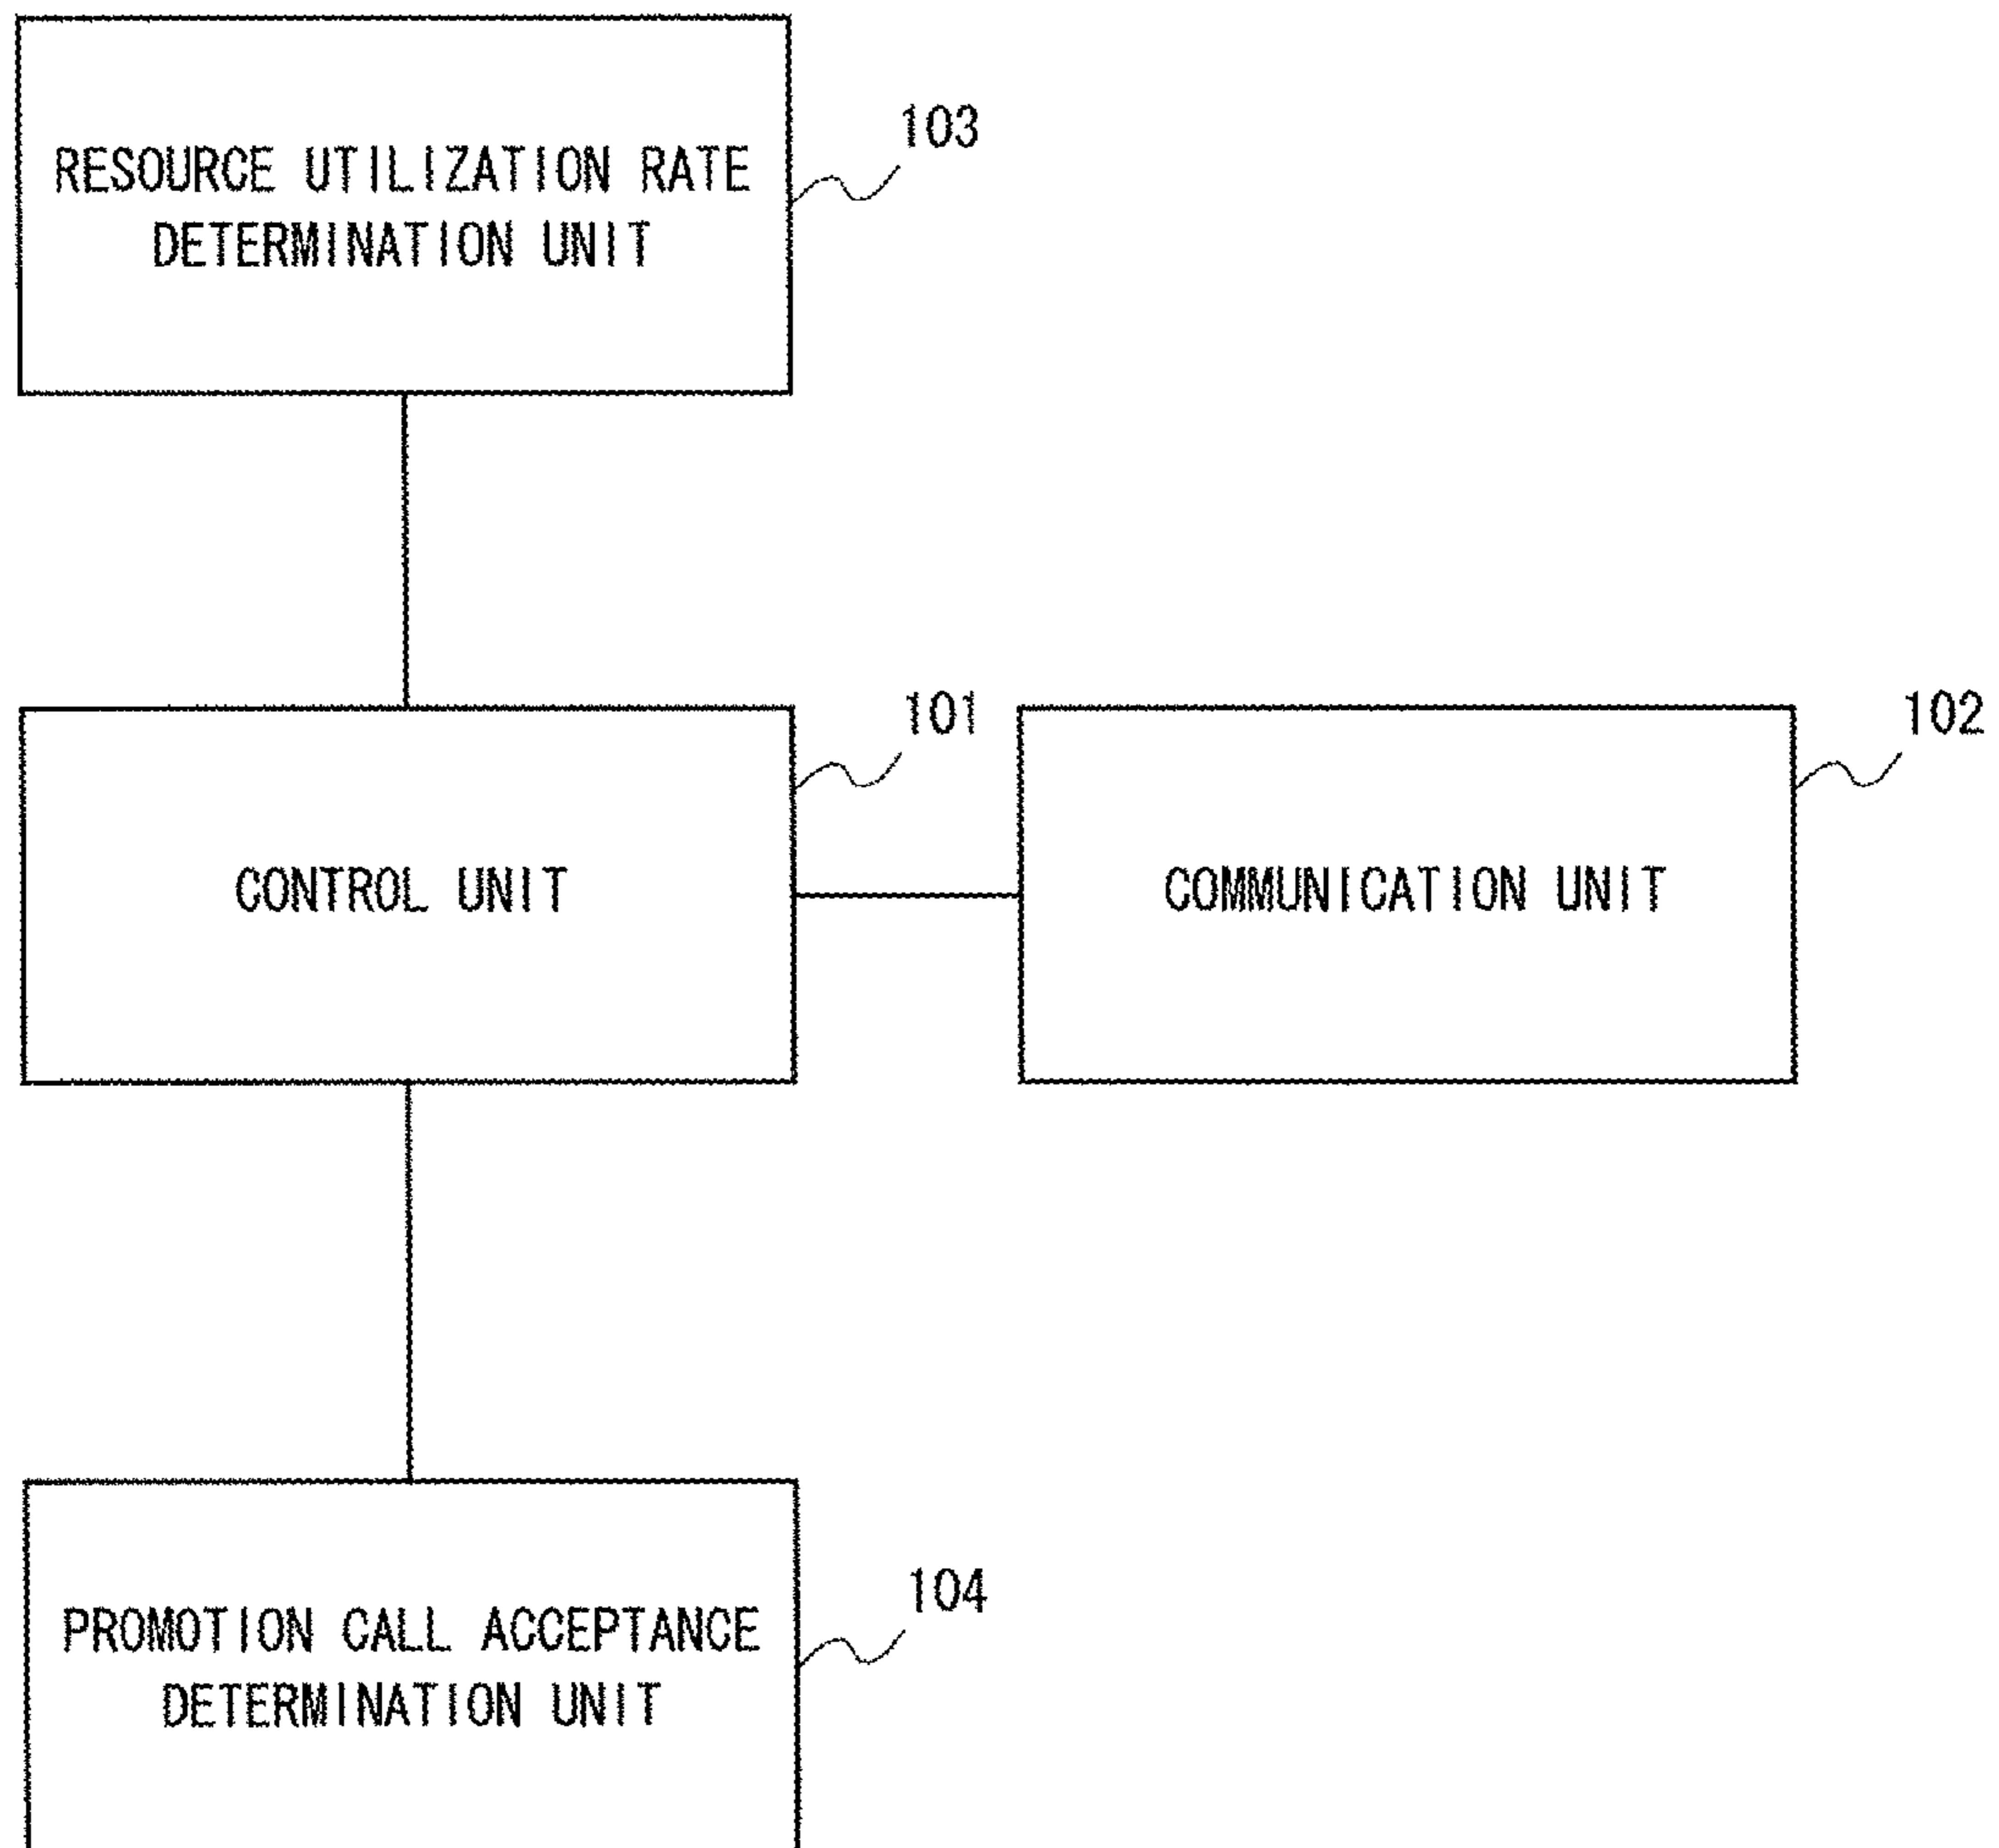 103
RESOURCE UTILIZATION RATE
DETERMINATION UNIT
101
102
CONTROL UNIT
COMMUNICATION UNIT
104
PROMOTION CALL ACCEPTANCE
DETERMINATION UNIT